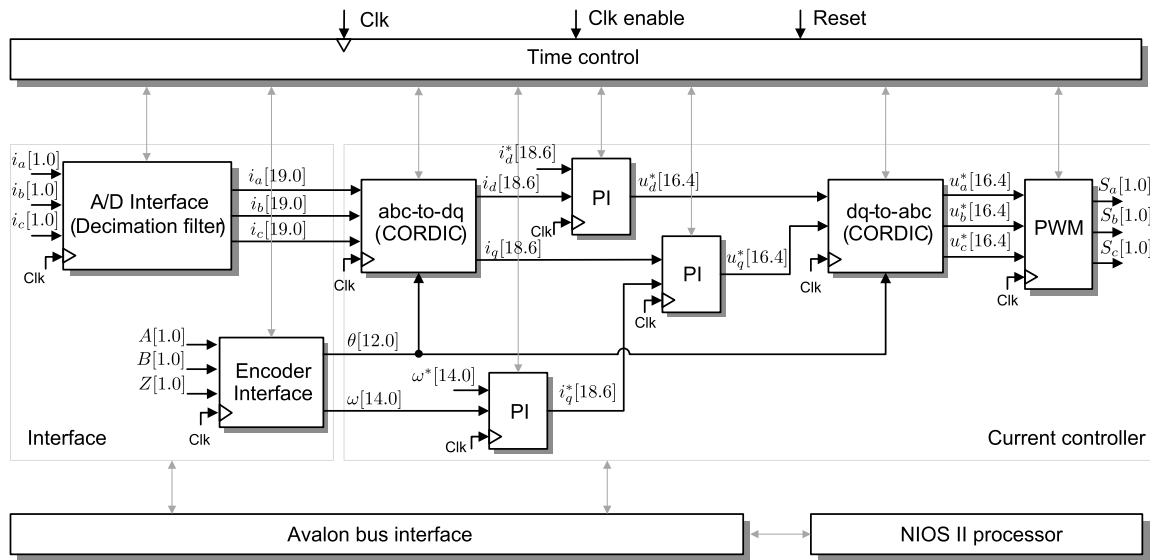 Clk
Clk enable
Reset
Time control
i_a[1.0]
i_b[1.0]
i_c[1.0]
Clk
A/D Interface
(Decimation filter)
i_a[19.0]
i_b[19.0]
i_c[19.0]
Clk
abc-to-dq
(CORDIC)
i_d[18.6]
i_q[18.6]
i_d^*[18.6]
Clk
PI
u_d^*[16.4]
Clk
PI
u_q^*[16.4]
Clk
dq-to-abc
(CORDIC)
u_a^*[16.4]
u_b^*[16.4]
u_c^*[16.4]
Clk
PWM
S_a[1.0]
S_b[1.0]
S_c[1.0]
A[1.0]
B[1.0]
Z[1.0]
Clk
Encoder
Interface
θ[12.0]
ω[14.0]
ω^*[14.0]
Clk
PI
i_q^*[18.6]
Interface
Current controller
Avalon bus interface
NIOS II processor